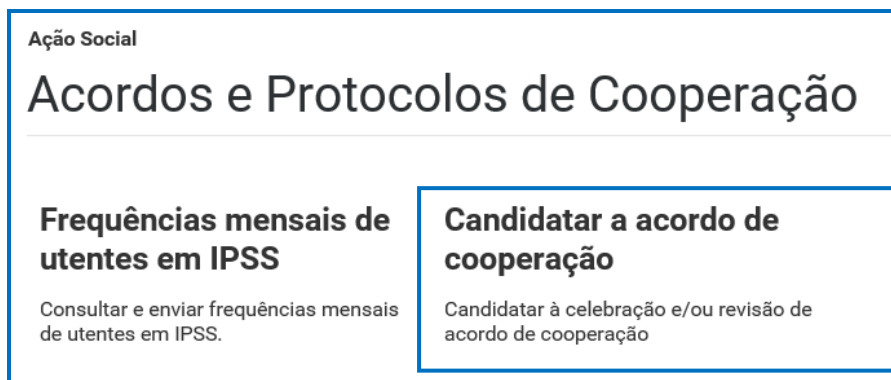 Ação Social
Acordos e Protocolos de Cooperação
Frequências mensais de
utentes em IPSS
Consultar e enviar frequências mensais
de utentes em IPSS.
Candidatar a acordo de
cooperação
Candidatar à celebração e/ou revisão de
acordo de cooperação